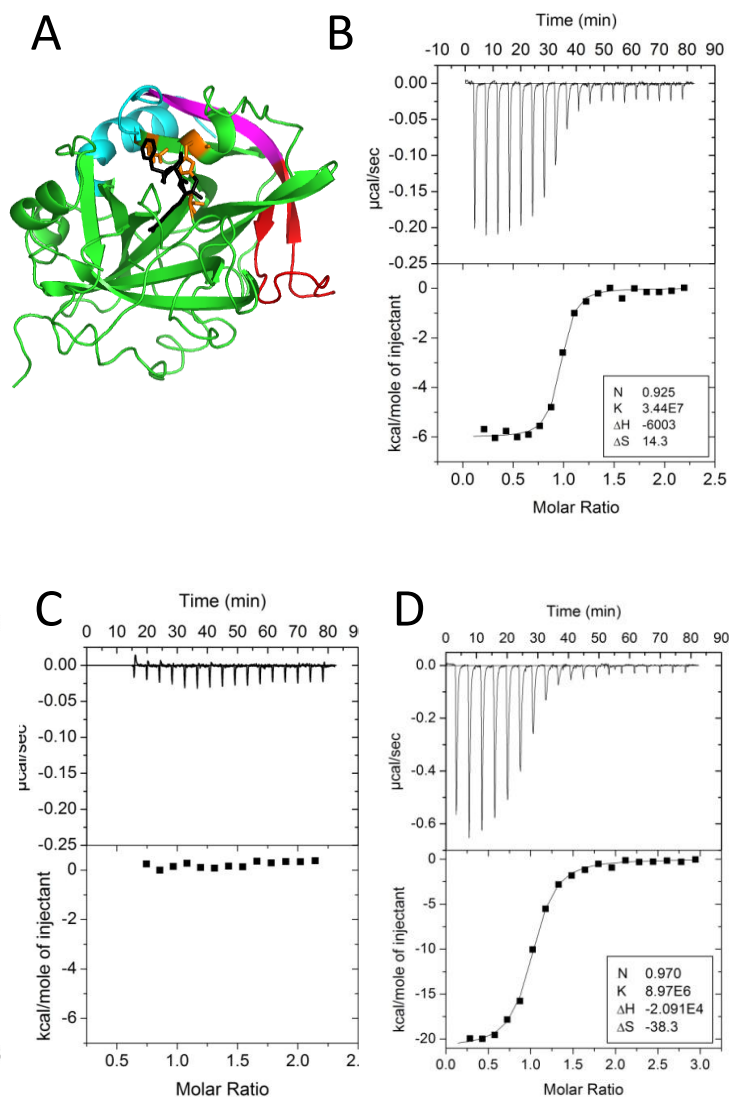 A
B
Time (min)
-10 0 10 20 30 40 50 60 70 80 90
0.00
-0.05
-0.10
-0.15
-0.20
-0.25
µcal/sec
0
-2
-4
-6
kcal/mole of injectant
N 0.925
K 3.44E7
ΔH -6003
ΔS 14.3
0.0 0.5 1.0 1.5 2.0 2.5
Molar Ratio
C
Time (min)
0 10 20 30 40 50 60 70 80 9
0.00
-0.05
-0.10
-0.15
-0.20
-0.25
µcal/sec
0
-2
-4
-6
kcal/mole of injectant
0.5 1.0 1.5 2.0 2.
Molar Ratio
D
Time (min)
0 10 20 30 40 50 60 70 80 90
0.0
-0.2
-0.4
-0.6
µcal/sec
0
-5
-10
-15
-20
kcal/mole of injectant
N 0.970
K 8.97E6
ΔH -2.091E4
ΔS -38.3
0.0 0.5 1.0 1.5 2.0 2.5 3.0
Molar Ratio